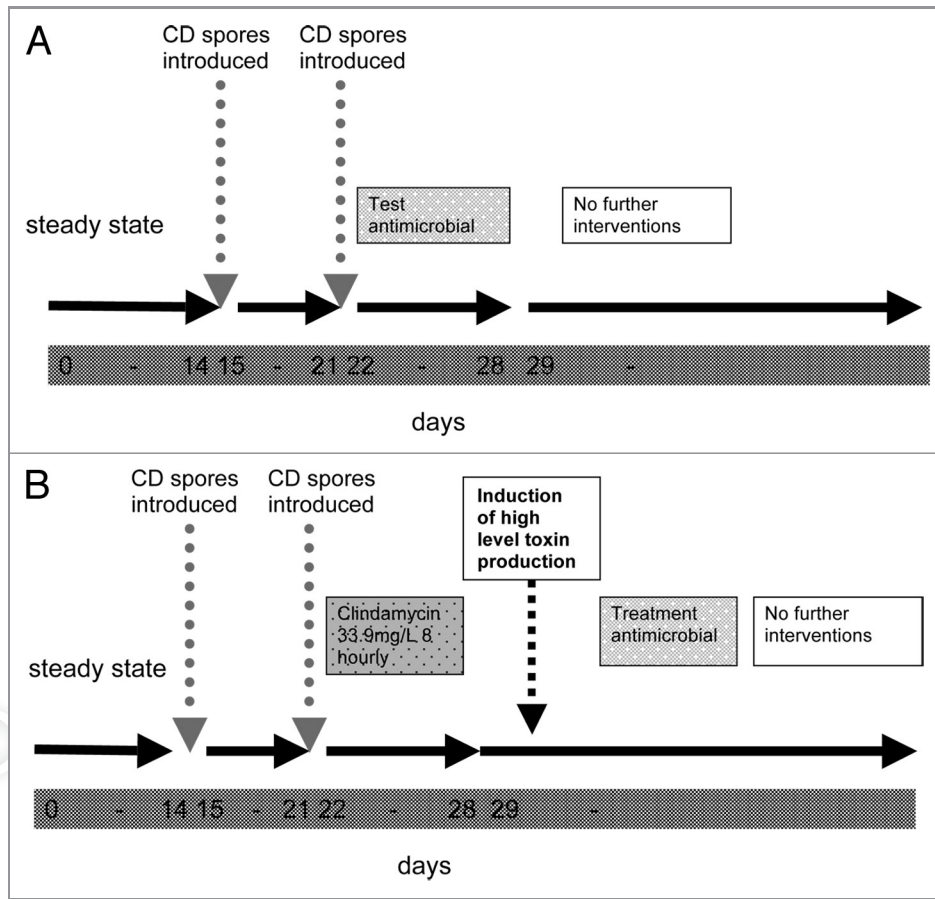 A
CD spores
introduced
CD spores
introduced
steady state
Test
antimicrobial
No further
interventions
0 - 14 15 - 21 22 - 28 29 -
days
B
CD spores
introduced
CD spores
introduced
Induction
of high
level toxin
production
steady state
Clindamycin
33.9mg/L 8
hourly
Treatment
antimicrobial
No further
interventions
0 - 14 15 - 21 22 - 28 29 -
days